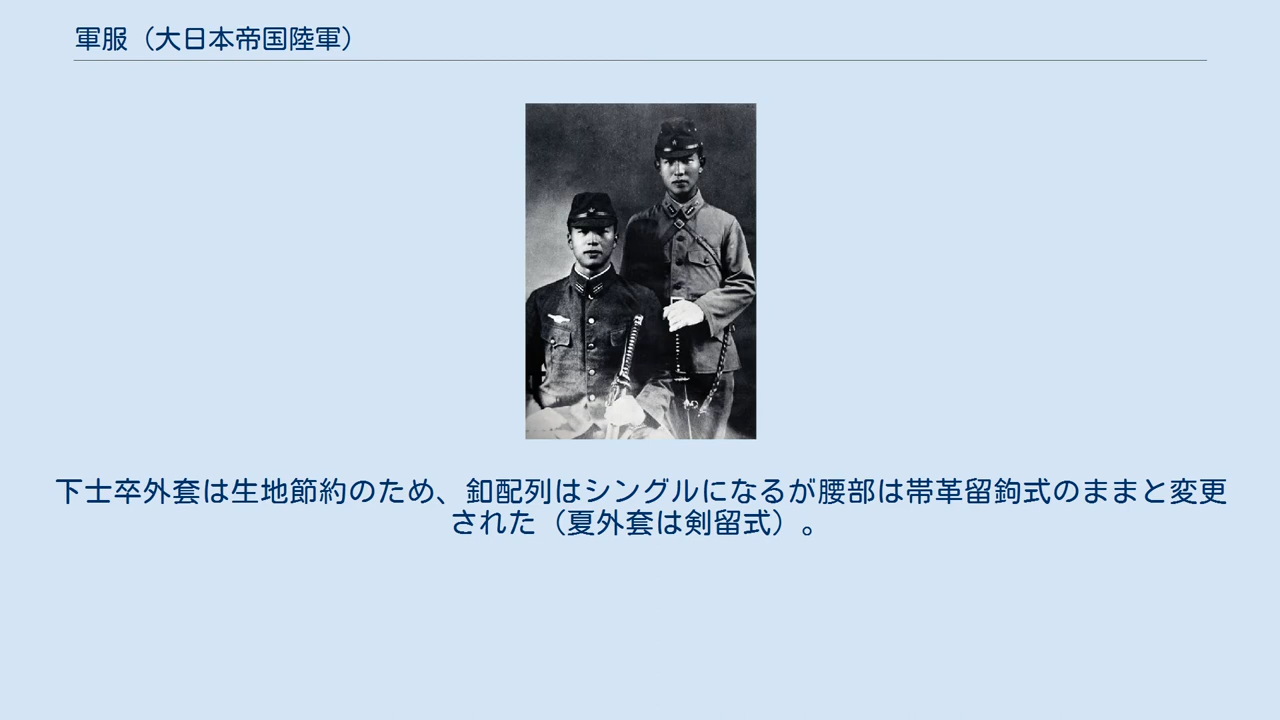 軍服（大日本帝国陸軍）
下士卒外套は生地節約のため、釦配列はシングルになるが腰部は帯革留鉤式のままと変更
された（夏外套は剣留式）。